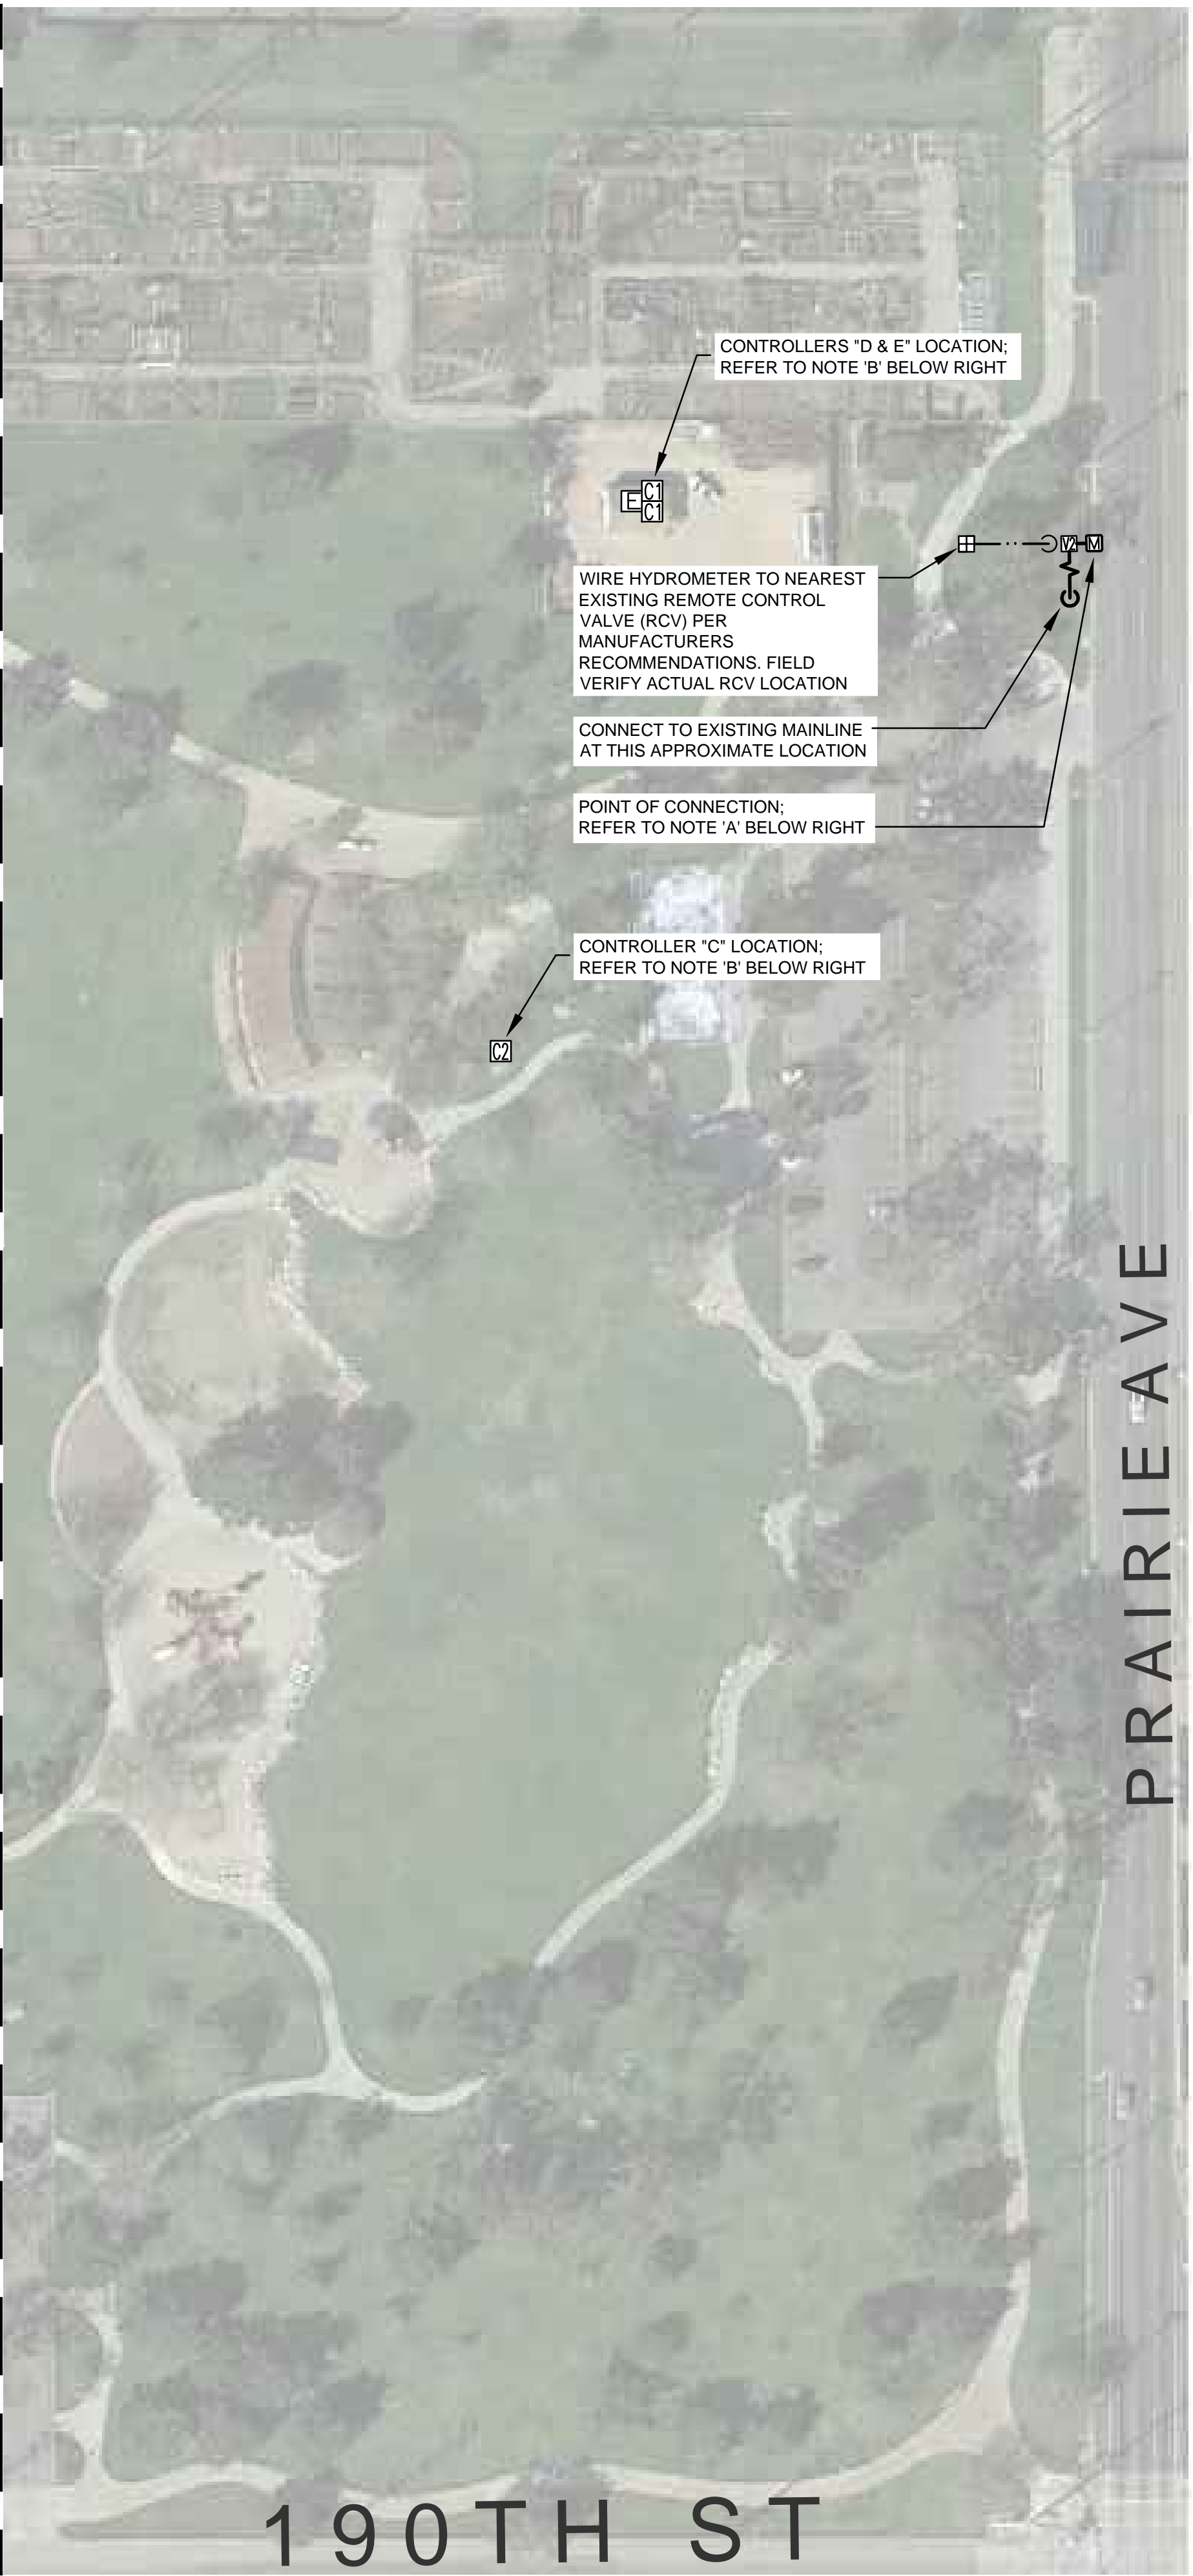 CONTROLLERS "D & E" LOCATION;
REFER TO NOTE 'B' BELOW RIGHT
E
C1
C1
V2
M
WIRE HYDROMETER TO NEAREST
EXISTING REMOTE CONTROL
VALVE (RCV) PER
MANUFACTURERS
RECOMMENDATIONS. FIELD
VERIFY ACTUAL RCV LOCATION
CONNECT TO EXISTING MAINLINE
AT THIS APPROXIMATE LOCATION
POINT OF CONNECTION;
REFER TO NOTE 'A' BELOW RIGHT
CONTROLLER "C" LOCATION;
REFER TO NOTE 'B' BELOW RIGHT
C2
PRAIRIE AVE
190TH ST